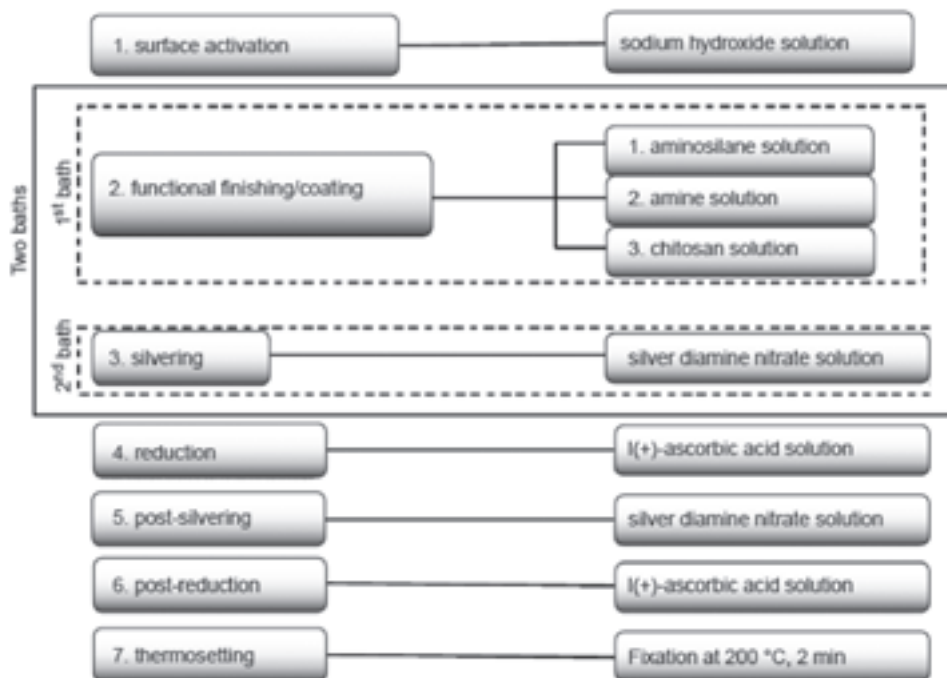 1. surface activation
sodium hydroxide solution
Two baths
1st bath
2. functional finishing/coating
1. aminosilane solution
2. amine solution
3. chitosan solution
2nd bath
3. silvering
silver diamine nitrate solution
4. reduction
l(+)-ascorbic acid solution
5. post-silvering
silver diamine nitrate solution
6. post-reduction
l(+)-ascorbic acid solution
7. thermosetting
Fixation at 200 °C, 2 min